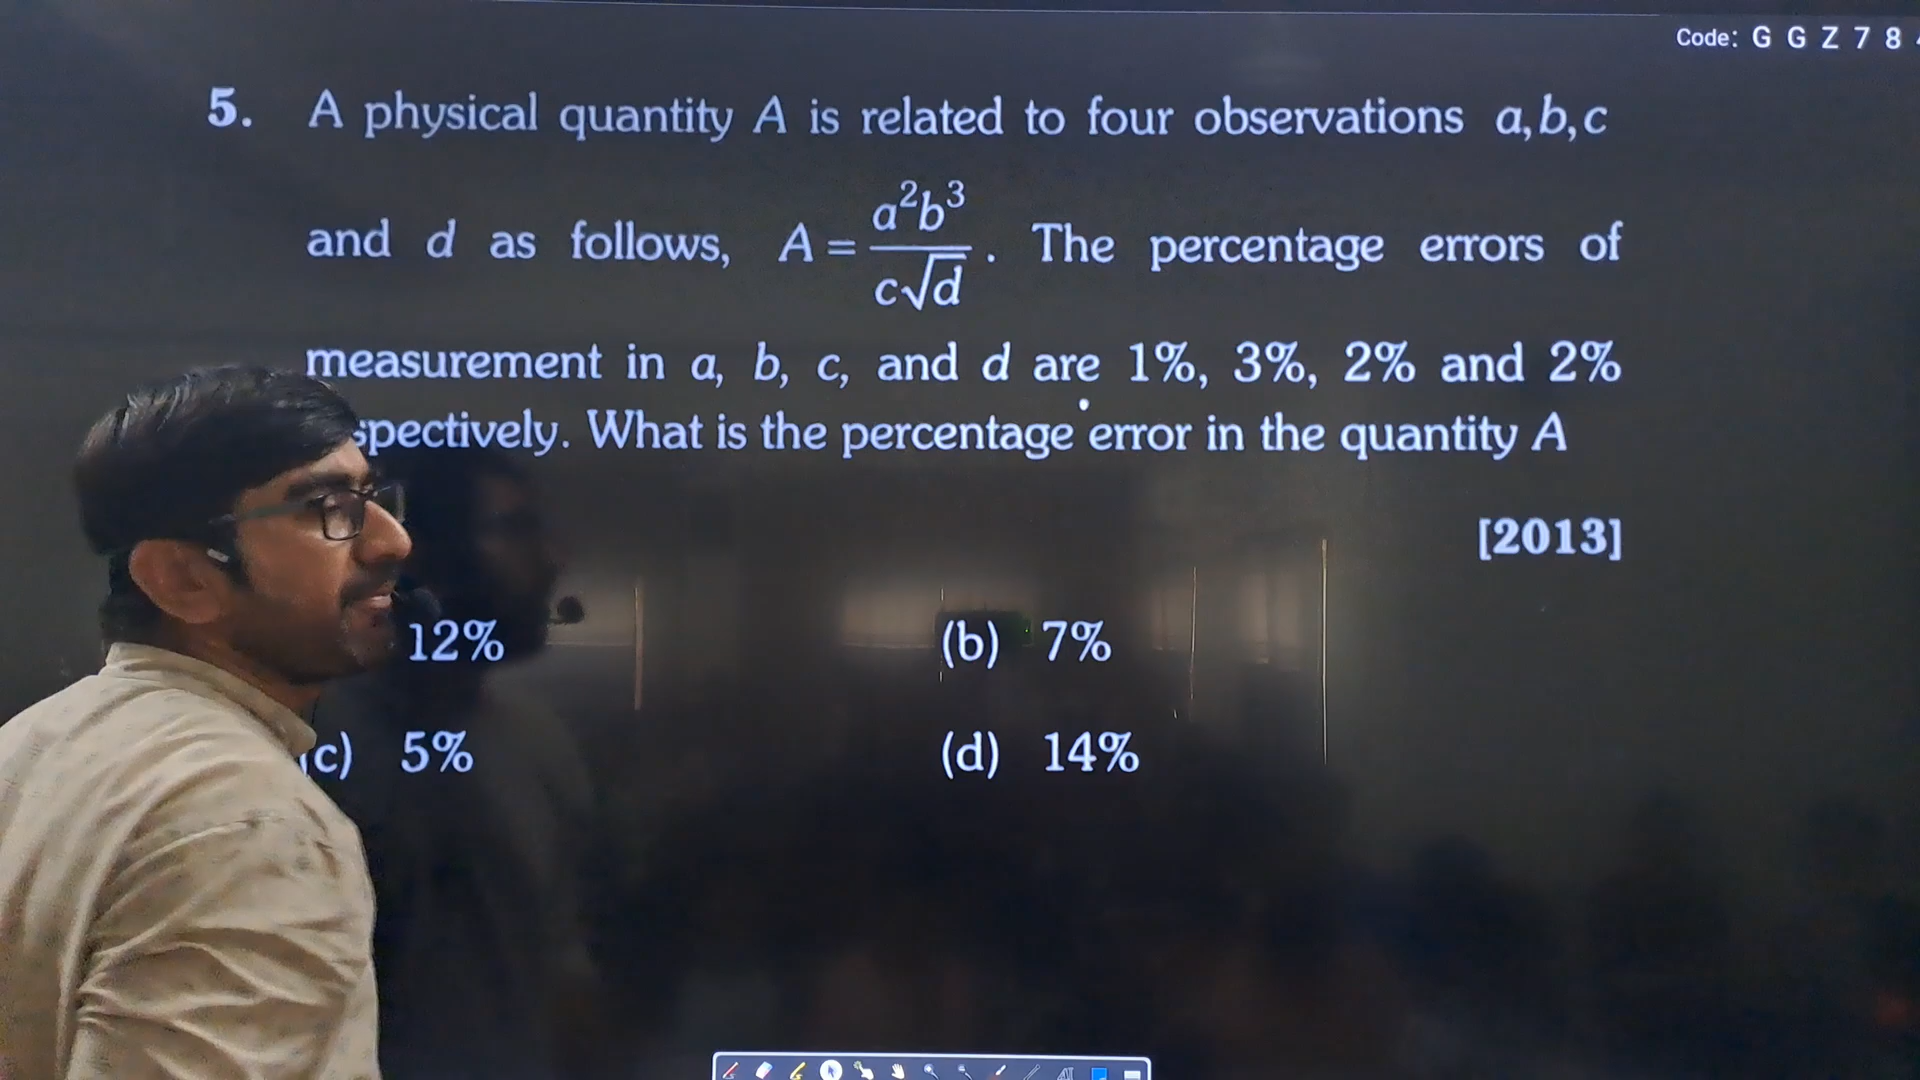 Code: G G Z 7 8
5. A physical quantity A is related to four observations a,b,c
and d as follows, A = a²b³/c√d . The percentage errors of
measurement in a, b, c, and d are 1%, 3%, 2% and 2%
spectively. What is the percentage error in the quantity A
[2013]
12% (b) 7%
c) 5% (d) 14%